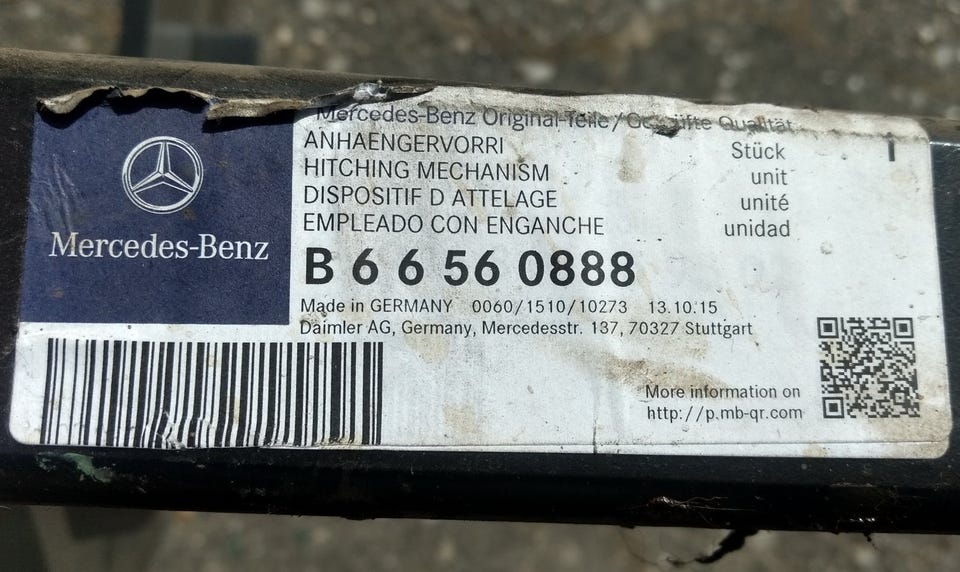 Mercedes-Benz
Mercedes-Benz Original-Teile/Geprüfte Qualität
ANHAENGERVORRI Stück 1
HITCHING MECHANISM unit
DISPOSITIF D ATTELAGE unité
EMPLEADO CON ENGANCHE unidad
B 6 6 56 0888
Made in GERMANY 0060/1510/10273 13.10.15
Daimler AG, Germany, Mercedesstr. 137, 70327 Stuttgart
More information on
http://p.mb-qr.com